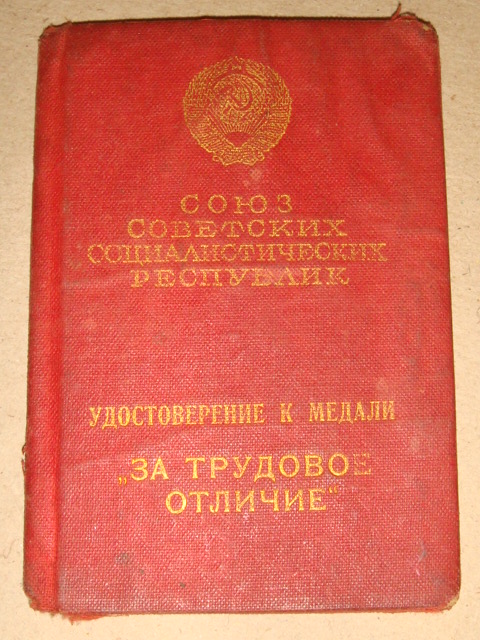 СОЮЗ
СОВЕТСКИХ
СОЦИАЛИСТИЧЕСКИХ
РЕСПУБЛИК
УДОСТОВЕРЕНИЕ К МЕДАЛИ
„ЗА ТРУДОВОЕ
ОТЛИЧИЕ“